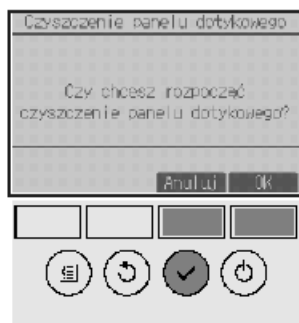 Czyszczenie panelu dotykowego
Czy chcesz rozpocząć
czyszczenie panelu dotykowego?
Anuluj OK